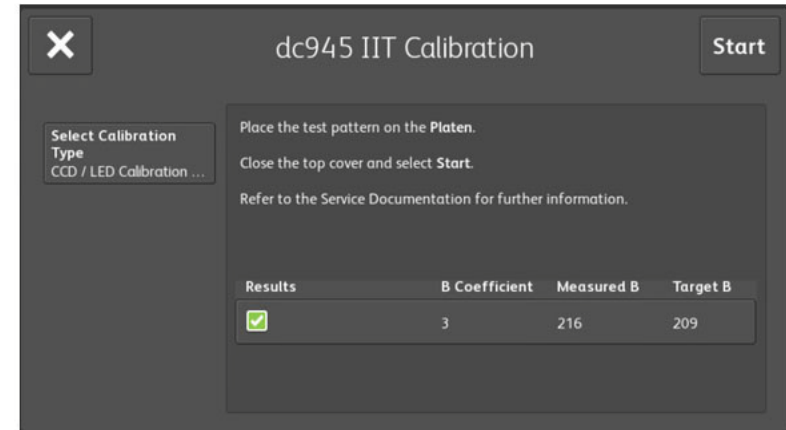 dc945 IIT Calibration
Start
Select Calibration
Type
CCD / LED Calibration ...
Place the test pattern on the Platen.
Close the top cover and select Start.
Refer to the Service Documentation for further information.
Results B Coefficient Measured B Target B
3 216 209